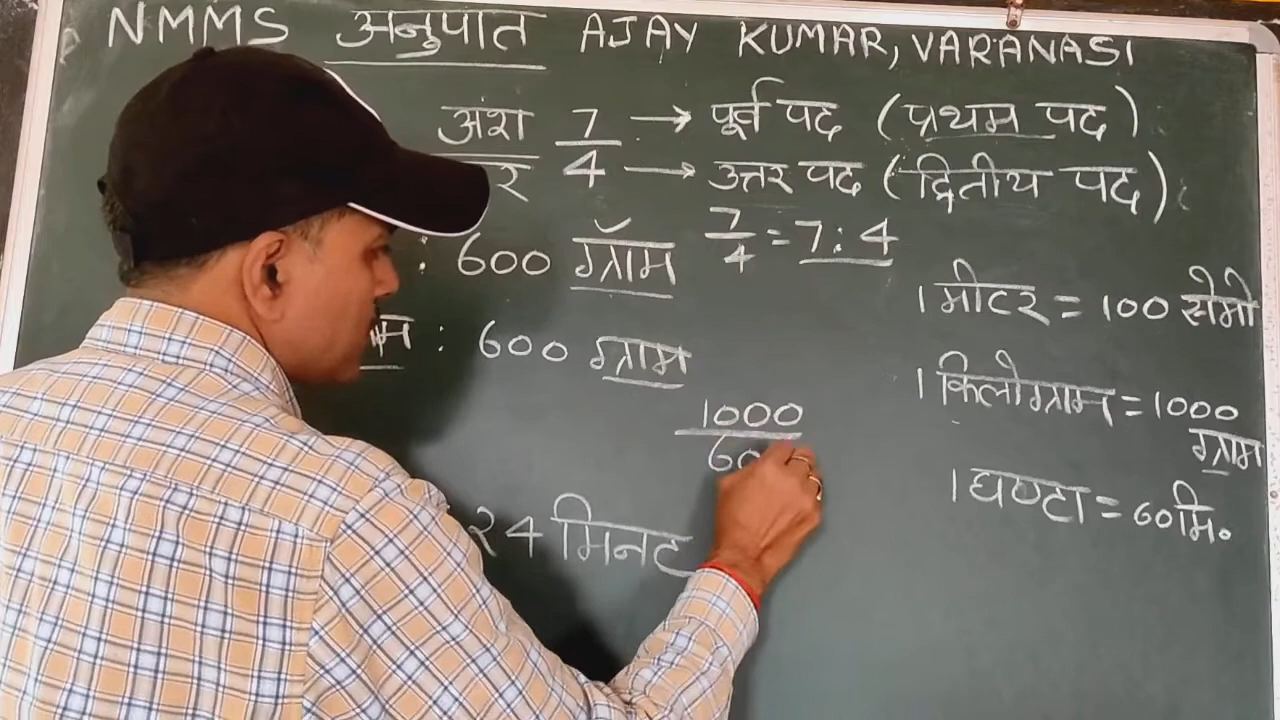 NMMS अनुपात AJAY KUMAR, VARANASI
अंश 7 → पूर्व पद (प्रथम पद)
4 → उत्तर पद (द्वितीय पद)
: 600 ग्रॉम
7/4 = 7 : 4
1 मीटर = 100 सेमी
: 600 ग्राम
1 किलोग्राम = 1000 ग्राम
1000
60
1 घण्टा = 60 मि०
24 मिनट